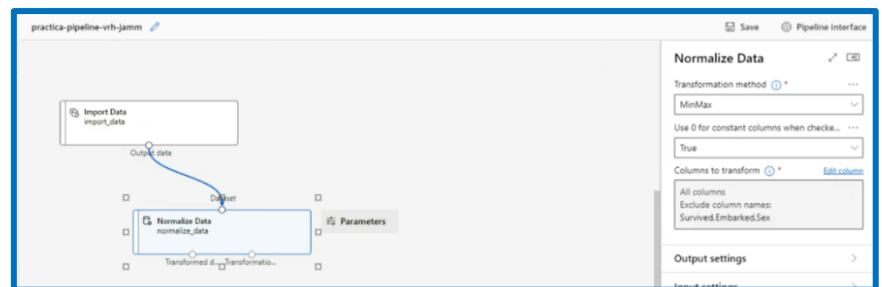 practica-pipeline-vrh-jamm
Save
Pipeline interface
Import Data
import_data
Output data
Dataset
Normalize Data
normalize_data
Parameters
Transformed d... Transformatio...
Normalize Data
Transformation method *
MinMax
Use 0 for constant columns when checke...
True
Columns to transform * Edit column
All columns
Exclude column names:
Survived,Embarked,Sex
Output settings
Input settings